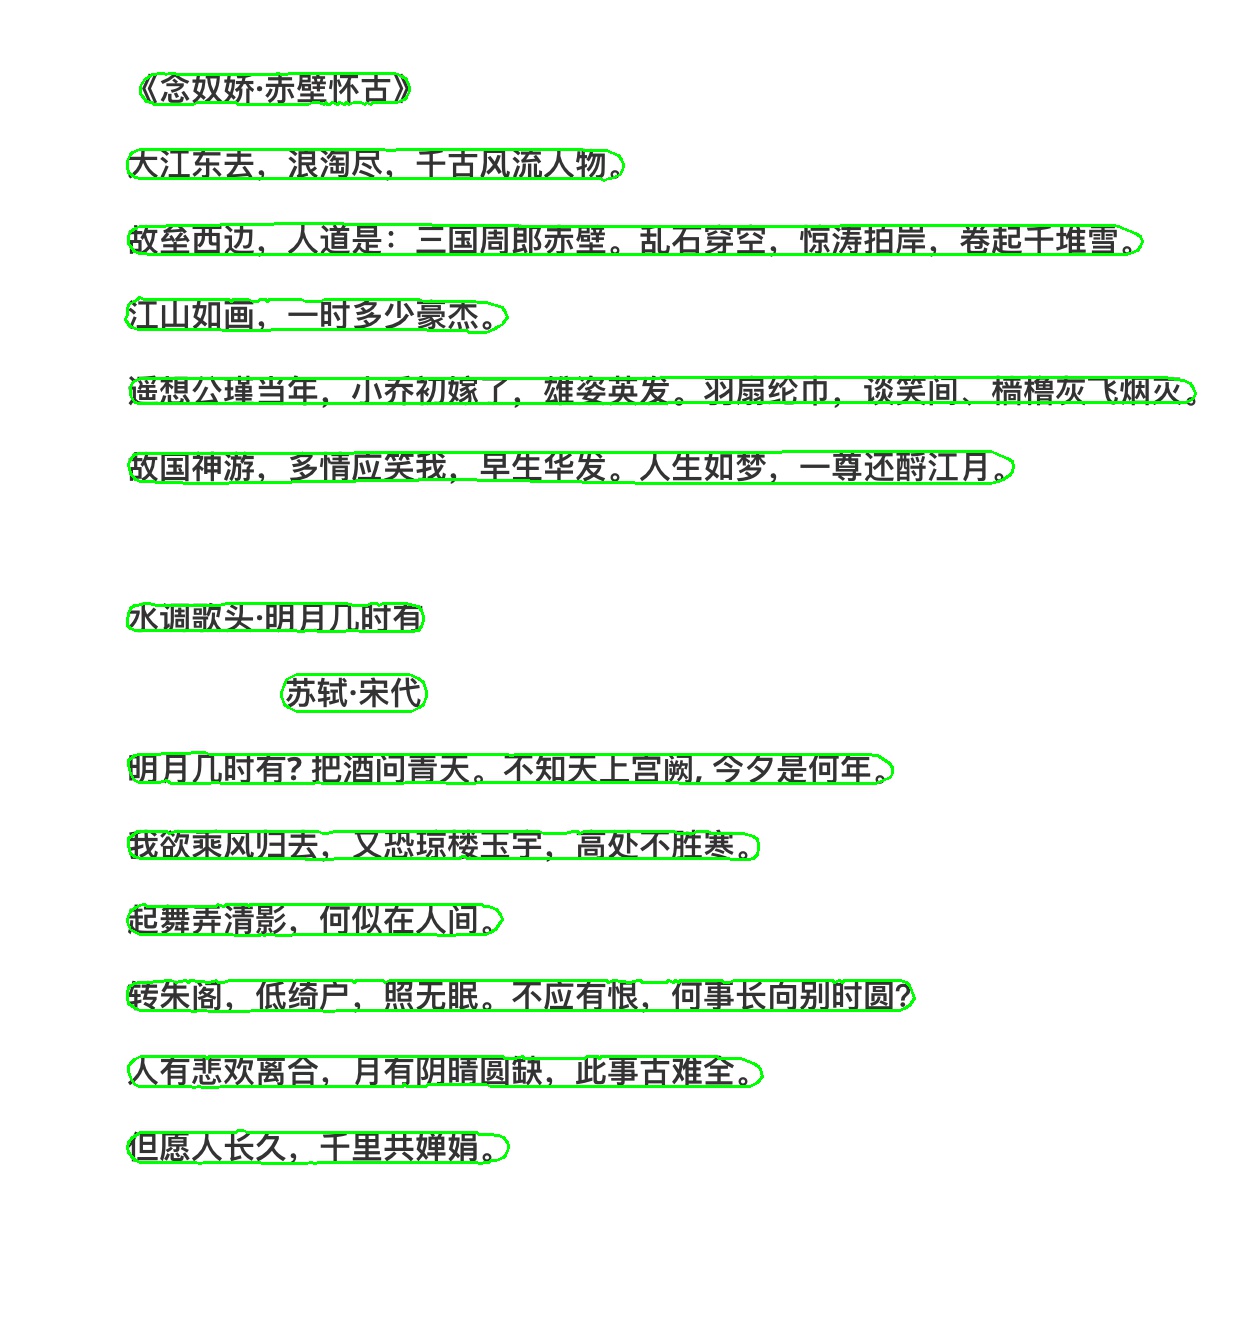 《念奴娇·赤壁怀古》
大江东去，浪淘尽，千古风流人物。
故垒西边，人道是：三国周郎赤壁。乱石穿空，惊涛拍岸，卷起千堆雪。
江山如画，一时多少豪杰。
遥想公瑾当年，小乔初嫁了，雄姿英发。羽扇纶巾，谈笑间、樯橹灰飞烟灭。
故国神游，多情应笑我，早生华发。人生如梦，一尊还酹江月。
水调歌头·明月几时有
苏轼·宋代
明月几时有? 把酒问青天。不知天上宫阙, 今夕是何年。
我欲乘风归去，又恐琼楼玉宇，高处不胜寒。
起舞弄清影，何似在人间。
转朱阁，低绮户，照无眠。不应有恨，何事长向别时圆?
人有悲欢离合，月有阴晴圆缺，此事古难全。
但愿人长久，千里共婵娟。